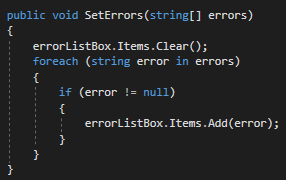 public void SetErrors(string[] errors)
{
    errorListBox.Items.Clear();
    foreach (string error in errors)
    {
        if (error != null)
        {
            errorListBox.Items.Add(error);
        }
    }
}